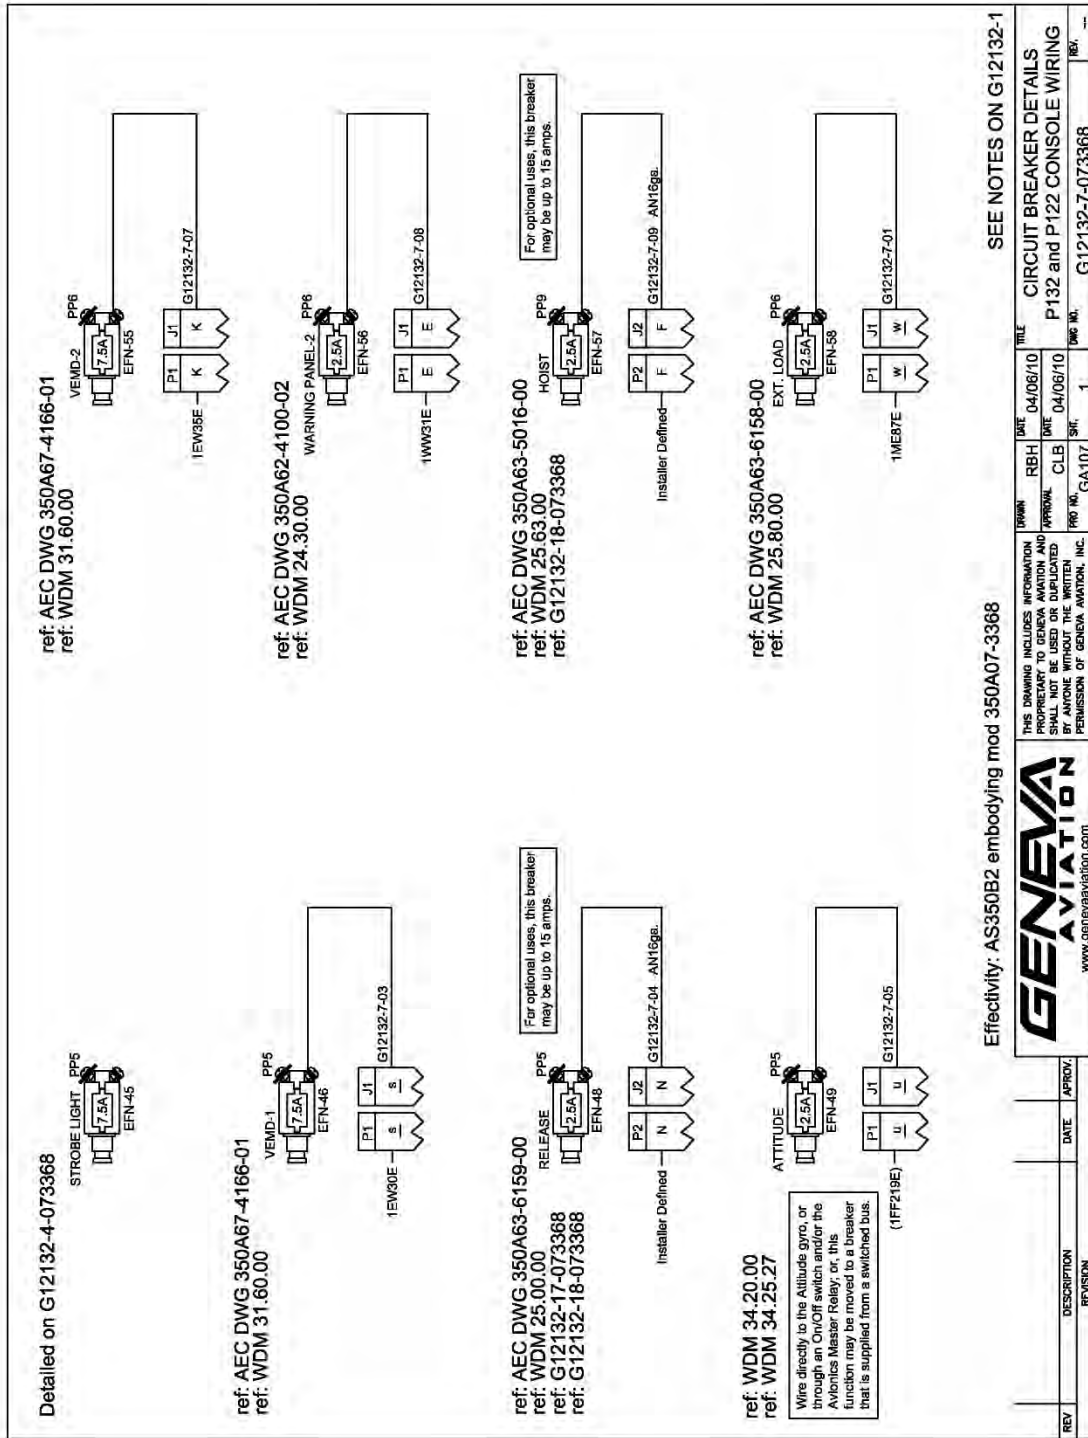 Detailed on G12132-4-073368
STROBE LIGHT
PP5
7.5A
EFN-45
ref: AEC DWG 350A67-4166-01
ref: WDM 31.60.00
VEMD-1
PP5
7.5A
EFN-46
P1
J1
s
s
G12132-7-03
1EW30E
ref: AEC DWG 350A63-6159-00
ref: WDM 25.00.00
ref: G12132-17-073368
ref: G12132-18-073368
RELEASE
PP5
2.5A
EFN-48
For optional uses, this breaker
may be up to 15 amps.
P2
J2
N
N
G12132-7-04 AN16ga.
Installer Defined
ref: WDM 34.20.00
ref: WDM 34.25.27
Wire directly to the Attitude gyro, or
through an On/Off switch and/or the
Avionics Master Relay; or, this
function may be moved to a breaker
that is supplied from a switched bus.
ATTITUDE
PP5
2.5A
EFN-49
P1
J1
u
u
G12132-7-05
(1FF219E)
ref: AEC DWG 350A67-4166-01
ref: WDM 31.60.00
VEMD-2
PP6
7.5A
EFN-55
P1
J1
K
K
G12132-7-07
1EW35E
ref: AEC DWG 350A62-4100-02
ref: WDM 24.30.00
WARNING PANEL-2
PP6
2.5A
EFN-56
P1
J1
E
E
G12132-7-08
1WW31E
ref: AEC DWG 350A63-5016-00
ref: WDM 25.63.00
ref: G12132-18-073368
HOIST
PP9
2.5A
EFN-57
For optional uses, this breaker
may be up to 15 amps.
P2
J2
F
F
G12132-7-09 AN16ga.
Installer Defined
ref: AEC DWG 350A63-6158-00
ref: WDM 25.80.00
EXT. LOAD
PP6
2.5A
EFN-58
P1
J1
w
w
G12132-7-01
1ME87E
Effectivity: AS350B2 embodying mod 350A07-3368
SEE NOTES ON G12132-1
REV
DESCRIPTION
DATE
APROV.
REVISION
GENEVA
AVIATION
www.genevaaviation.com
THIS DRAWING INCLUDES INFORMATION
PROPRIETARY TO GENEVA AVIATION AND
SHALL NOT BE USED OR DUPLICATED
BY ANYONE WITHOUT THE WRITTEN
PERMISSION OF GENEVA AVIATION, INC.
DRAWN RBH
DATE 04/06/10
APPROVAL CLB
DATE 04/06/10
PRO NO. GA107
SHT. 1
TITLE
CIRCUIT BREAKER DETAILS
P132 and P122 CONSOLE WIRING
DWG NO. G12132-7-073368
REV. --